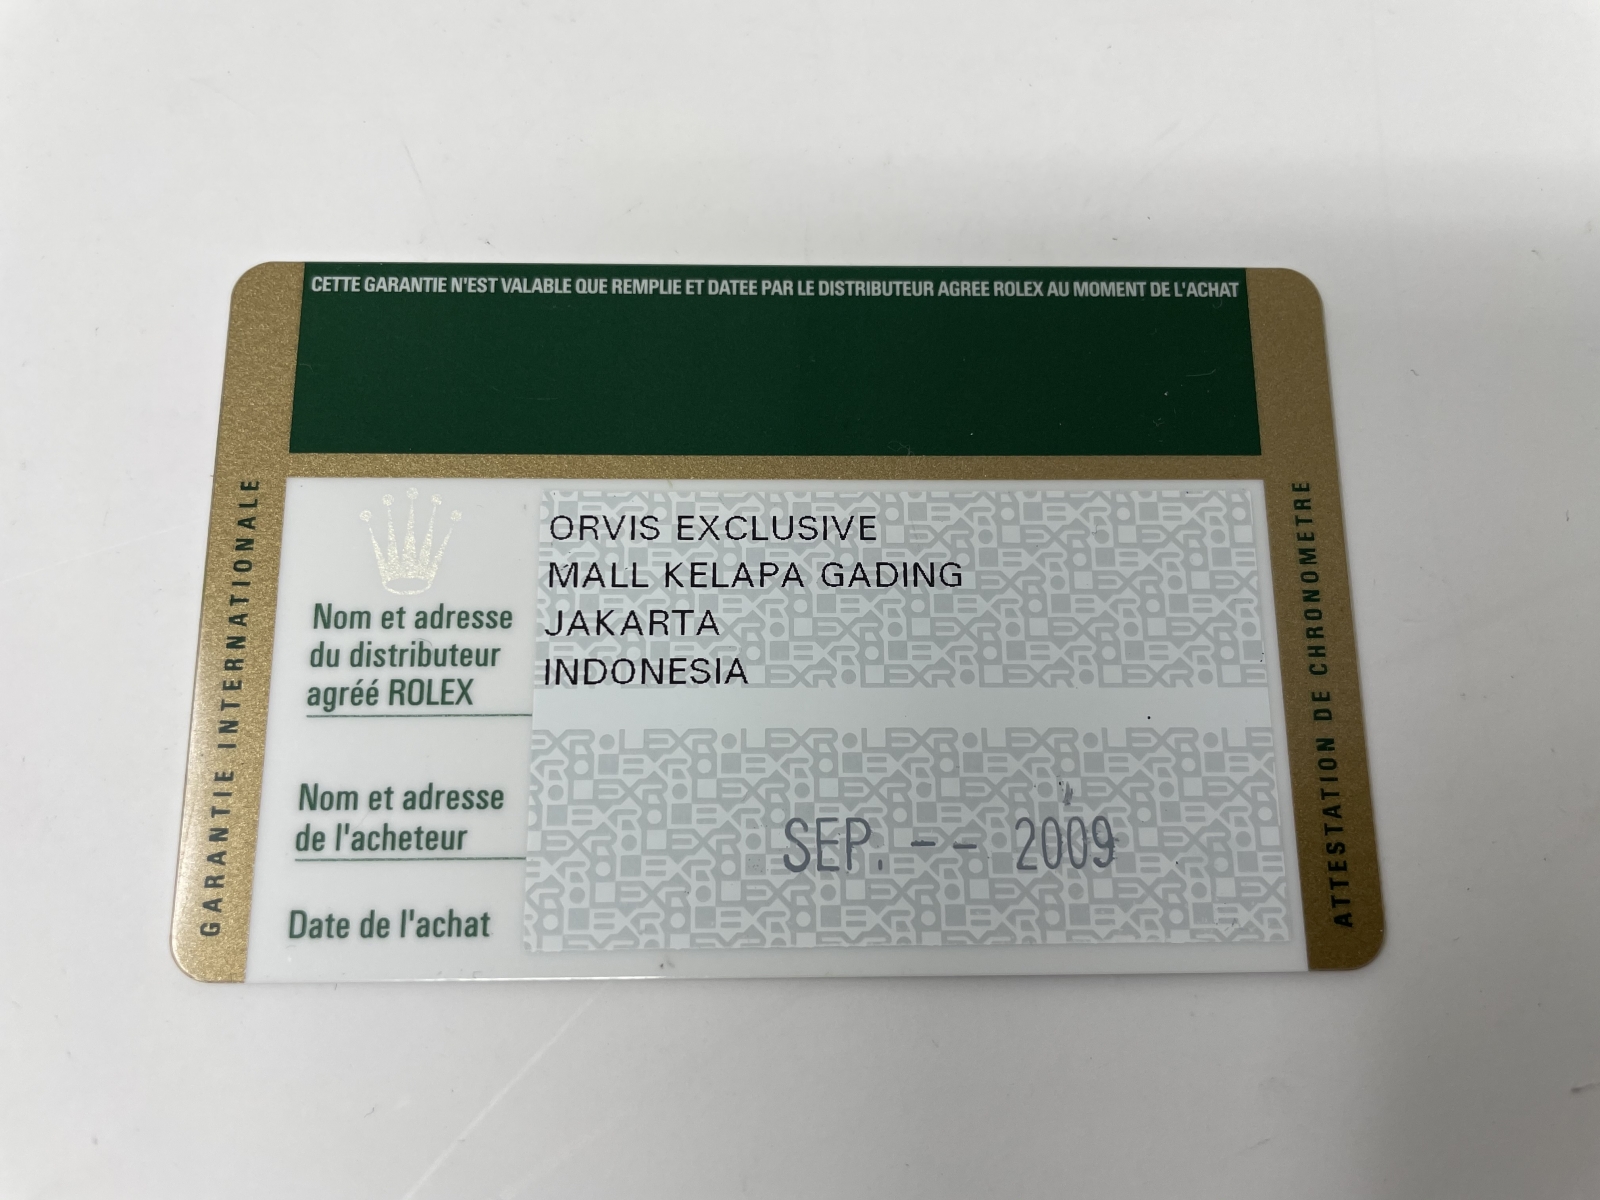 CETTE GARANTIE N'EST VALABLE QUE REMPLIE ET DATEE PAR LE DISTRIBUTEUR AGREE ROLEX AU MOMENT DE L'ACHAT
GARANTIE INTERNATIONALE
Nom et adresse
du distributeur
agréé ROLEX
ORVIS EXCLUSIVE
MALL KELAPA GADING
JAKARTA
INDONESIA
Nom et adresse
de l'acheteur
SEP. -- 2009
Date de l'achat
ATTESTATION DE CHRONOMETRE